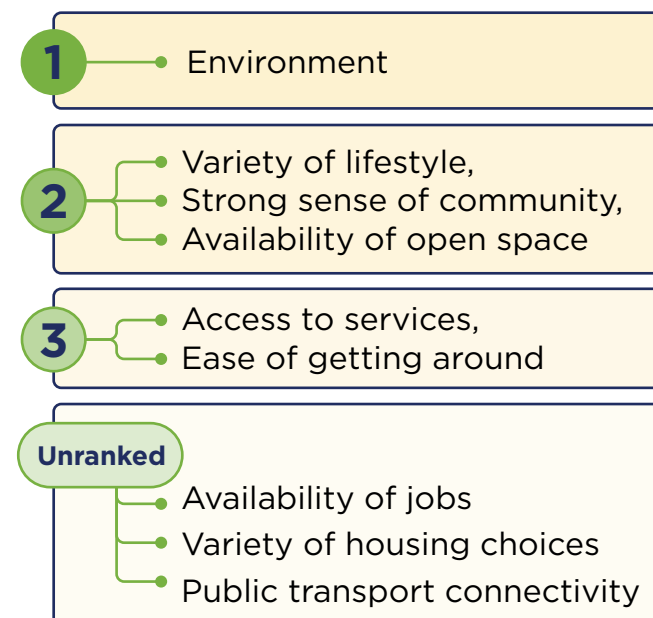 1
Environment
2
Variety of lifestyle,
Strong sense of community,
Availability of open space
3
Access to services,
Ease of getting around
Unranked
Availability of jobs
Variety of housing choices
Public transport connectivity